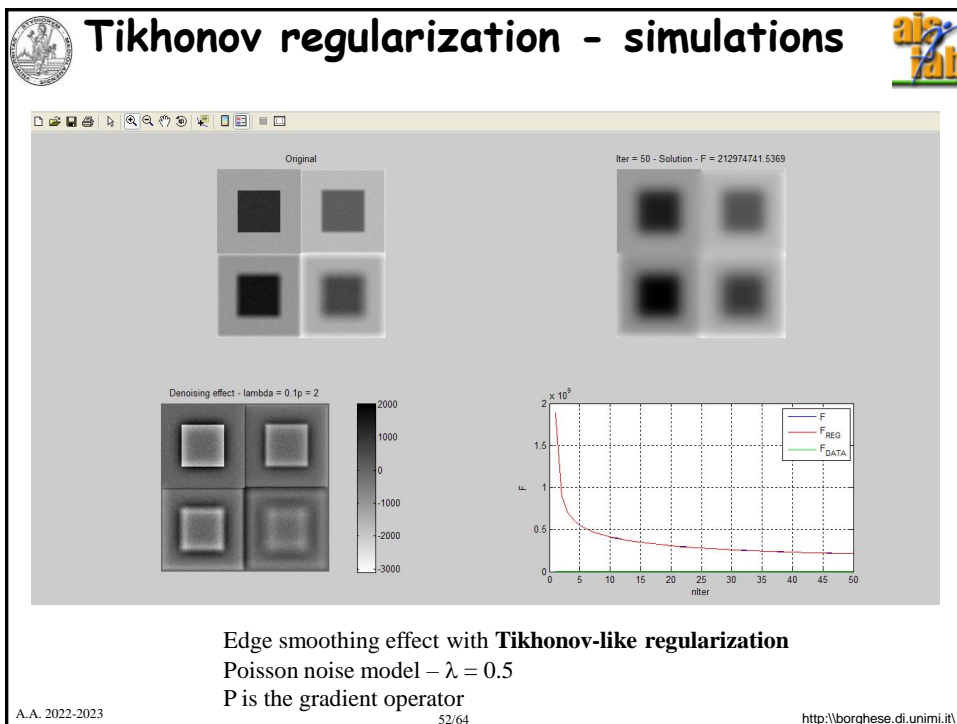 Tikhonov regularization - simulations
ais
lab
Original
Iter = 50 - Solution - F = 212974741.5369
Denoising effect - lambda = 0.1p = 2
2000
1000
0
-1000
-2000
-3000
x 10⁹
2
1.5
1
0.5
0
F
F
F_REG
F_DATA
0 5 10 15 20 25 30 35 40 45 50
nIter
Edge smoothing effect with Tikhonov-like regularization
Poisson noise model – λ = 0.5
P is the gradient operator
A.A. 2022-2023
52/64
http:\\borghese.di.unimi.it\